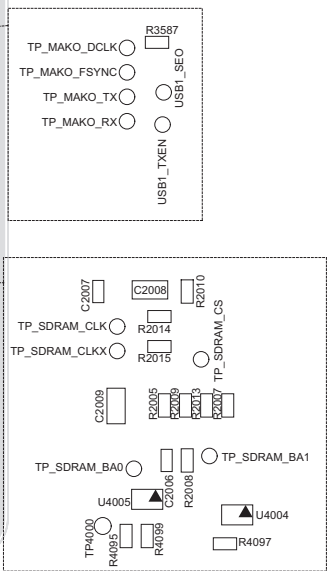 R3587
TP_MAKO_DCLK
TP_MAKO_FSYNC
TP_MAKO_TX
TP_MAKO_RX
USB1_SEO
USB1_TXEN
C2007
C2008
R2010
TP_SDRAM_CLK
R2014
TP_SDRAM_CLKX
R2015
TP_SDRAM_CS
C2009
R2005
R2009
R2013
R2007
TP_SDRAM_BA0
C2006
R2008
TP_SDRAM_BA1
U4005
U4004
TP4000
R4095
R4099
R4097